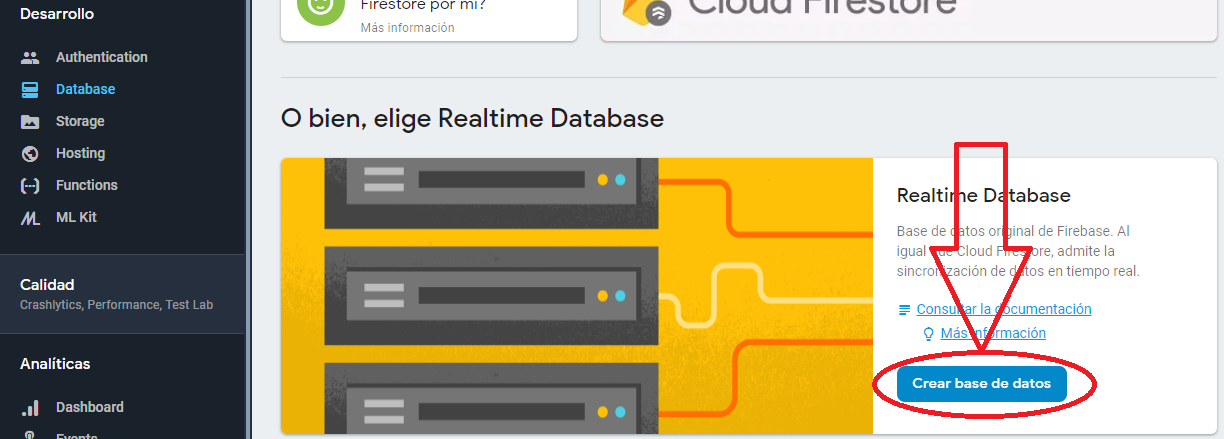 Desarrollo
Authentication
Database
Storage
Hosting
Functions
ML Kit
Calidad
Crashlytics, Performance, Test Lab
Analíticas
Dashboard
Events
Firestore por mí?
Más información
Cloud Firestore
O bien, elige Realtime Database
Realtime Database
Base de datos original de Firebase. Al
igual que Cloud Firestore, admite la
sincronización de datos en tiempo real.
Consultar la documentación
Más información
Crear base de datos